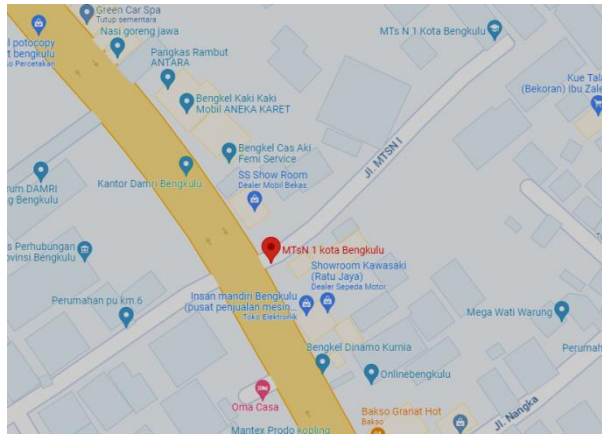 Green Car Spa
Tutup sementara
Nasi goreng jawa
MTs N 1 Kota Bengkulu
l potocopy
t bengkulu
o Percetakan
Pangkas Rambut
ANTARA
Kue Tala
(Bekoran) Ibu Zale
Bengkel Kaki Kaki
Mobil ANEKA KARET
Bengkel Cas Aki
Femi Service
Jl. MTSN I
SS Show Room
Dealer Mobil Bekas
Kantor Damri Bengkulu
rum DAMRI
g Bengkulu
s Perhubungan
ovinsi Bengkulu
MTsN 1 kota Bengkulu
Showroom Kawasaki
(Ratu Jaya)
Dealer Sepeda Motor
Insan mandiri Bengkulu
(pusat penjualan mesin...
Toko Elektronik
Perumahan pu km.6
Mega Wati Warung
Bengkel Dinamo Kurnia
Perumah
Onlinebengkulu
Oma Casa
Jl. Nangka
Bakso Granat Hot
Bakso
Mantex Prodo kopling